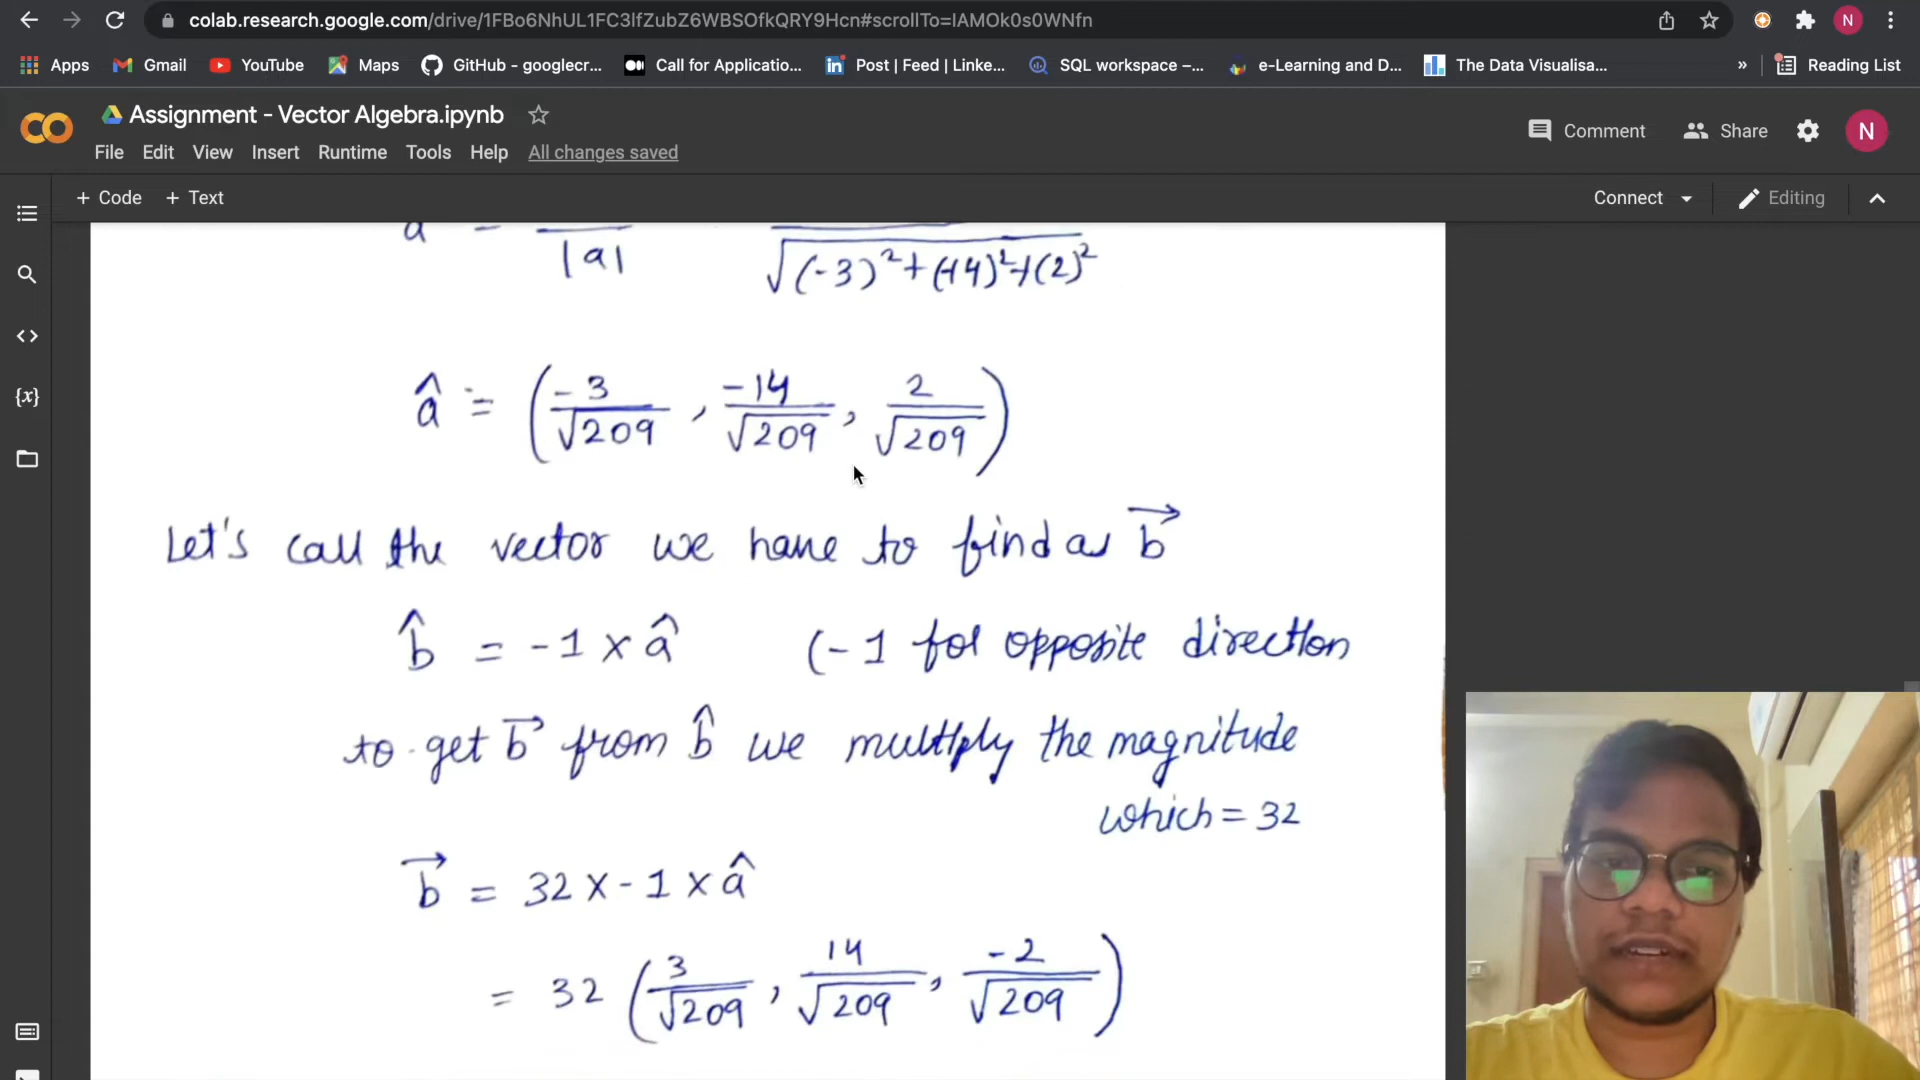 colab.research.google.com/drive/1FBo6NhUL1FC3lfZubZ6WBSOfkQRY9Hcn#scrollTo=IAMOk0s0WNfn
N
Apps
Gmail
YouTube
Maps
GitHub - googlecr...
Call for Applicatio...
Post | Feed | Linke...
SQL workspace –...
e-Learning and D...
The Data Visualisa...
»
Reading List
Assignment - Vector Algebra.ipynb
Comment
Share
N
File Edit View Insert Runtime Tools Help All changes saved
+ Code + Text
Connect
Editing
{x}
a = / |a| / √(-3)²+(-14)²+(2)²
â = (-3/√209, -14/√209, 2/√209)
Let's call the vector we have to find as b⃗
b̂ = -1 x â (-1 for opposite direction
to get b⃗ from b̂ we multiply the magnitude
which = 32
b⃗ = 32 x -1 x â
= 32 (3/√209, 14/√209, -2/√209)